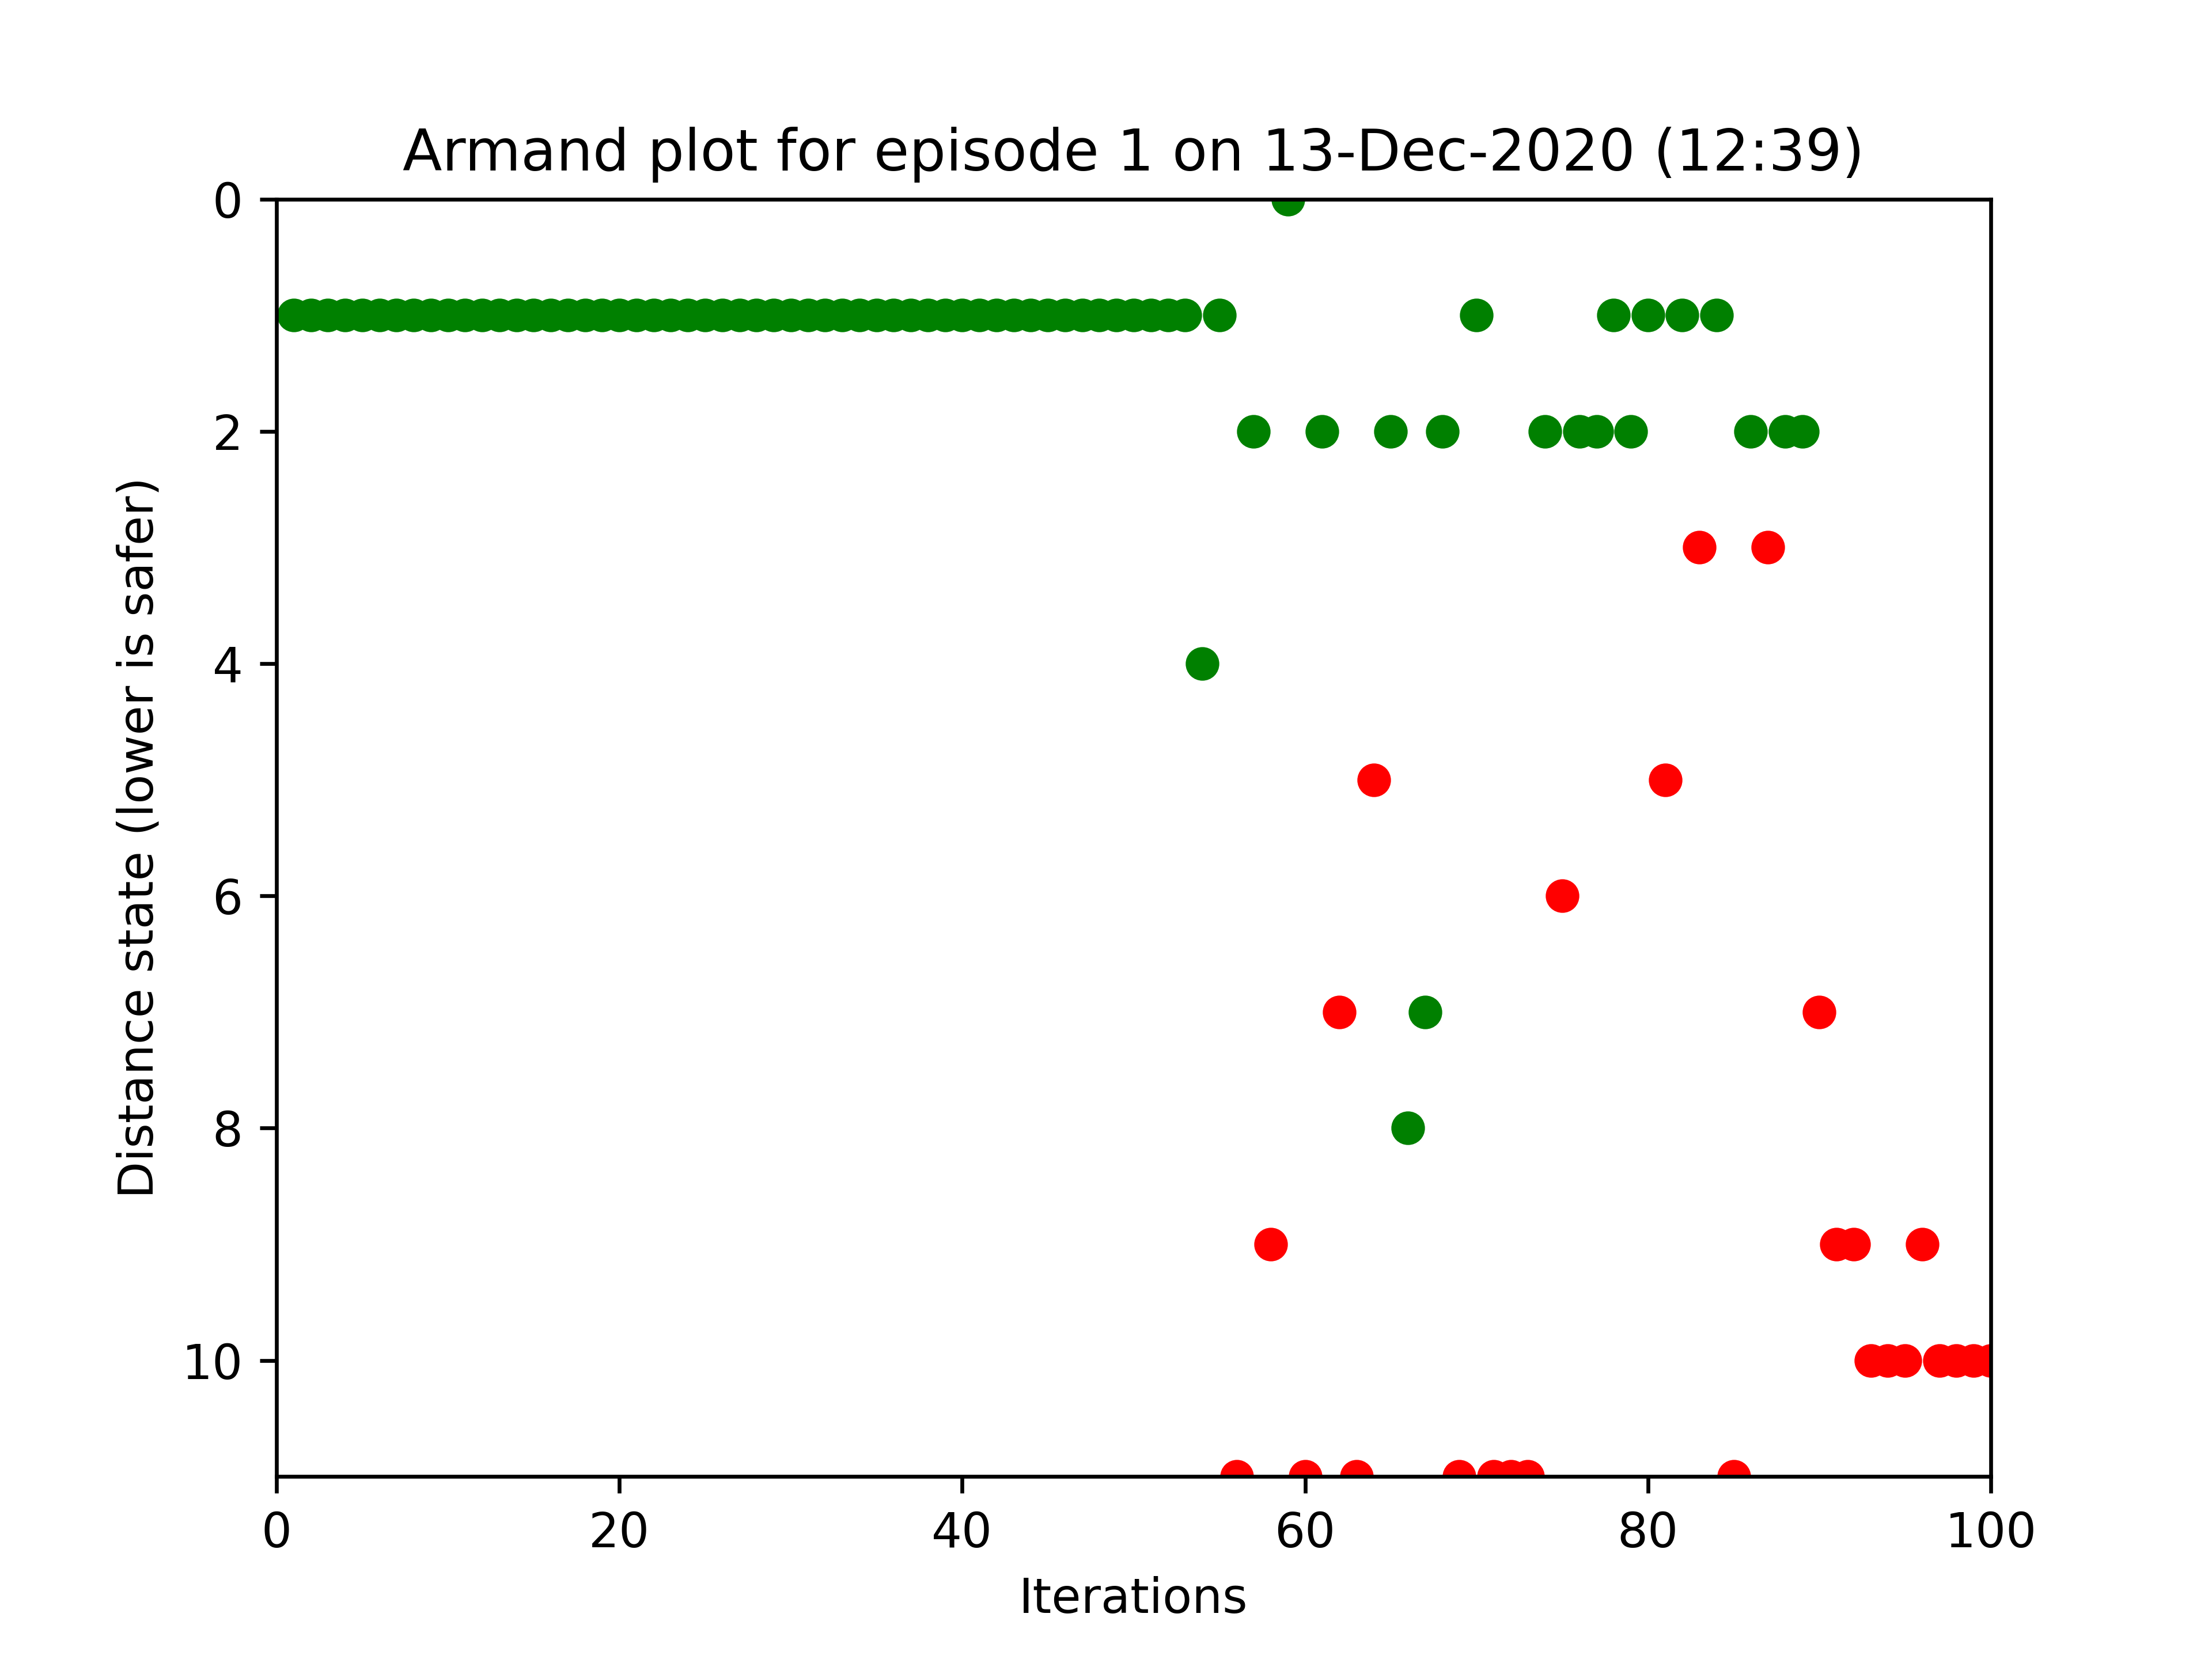 Armand plot for episode 1 on 13-Dec-2020 (12:39)
0
2
4
6
8
10
Distance state (lower is safer)
0 20 40 60 80 100
Iterations